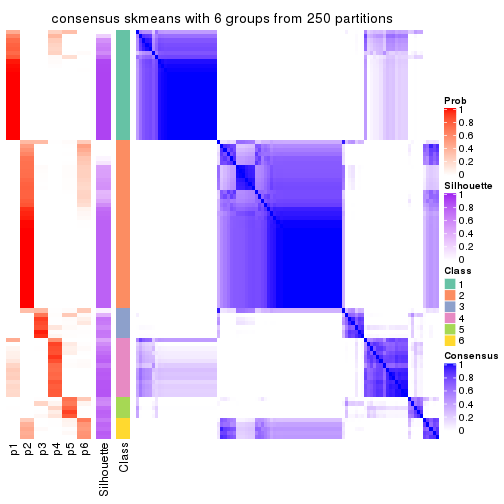 consensus skmeans with 6 groups from 250 partitions
Prob
1
0.8
0.6
0.4
0.2
0
Silhouette
1
0.8
0.6
0.4
0.2
0
Class
1
2
3
4
5
6
Consensus
1
0.8
0.6
0.4
0.2
0
p1
p2
p3
p4
p5
p6
Silhouette
Class